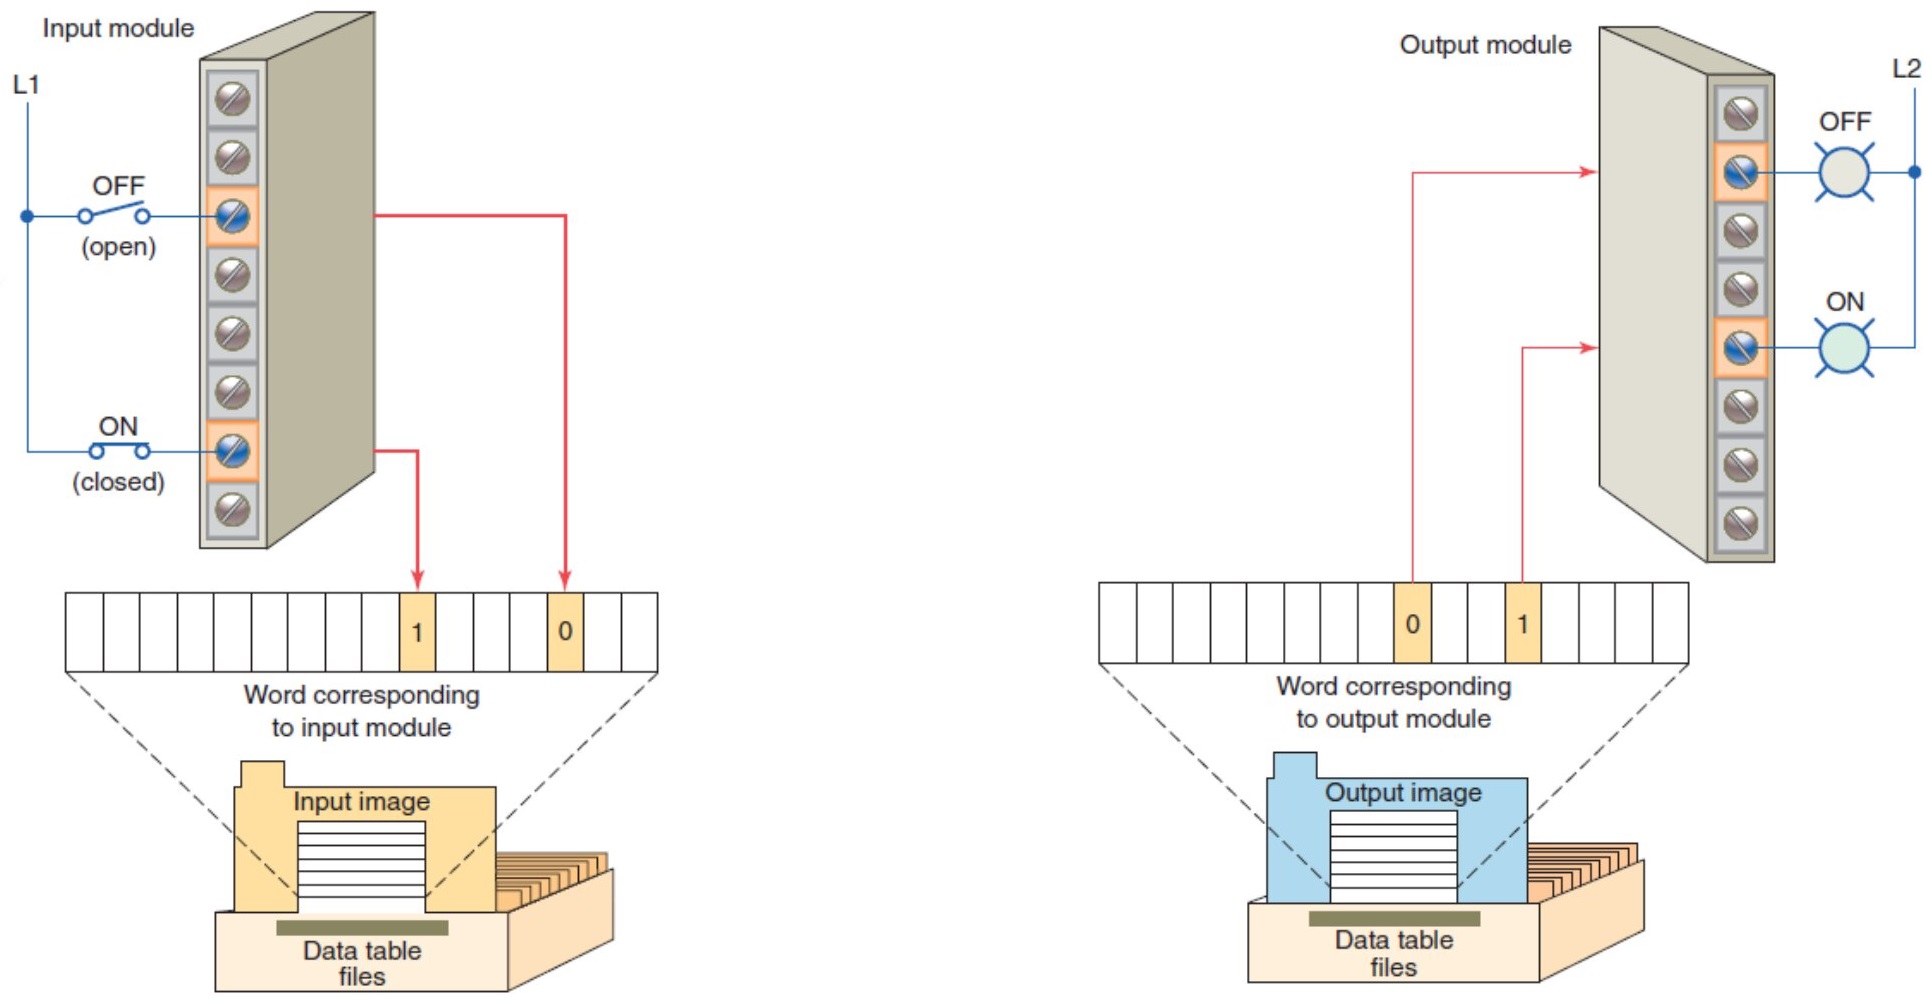 Input module
L1
OFF
(open)
ON
(closed)
1
0
Word corresponding
to input module
Input image
Data table
files
Output module
L2
OFF
ON
0
1
Word corresponding
to output module
Output image
Data table
files